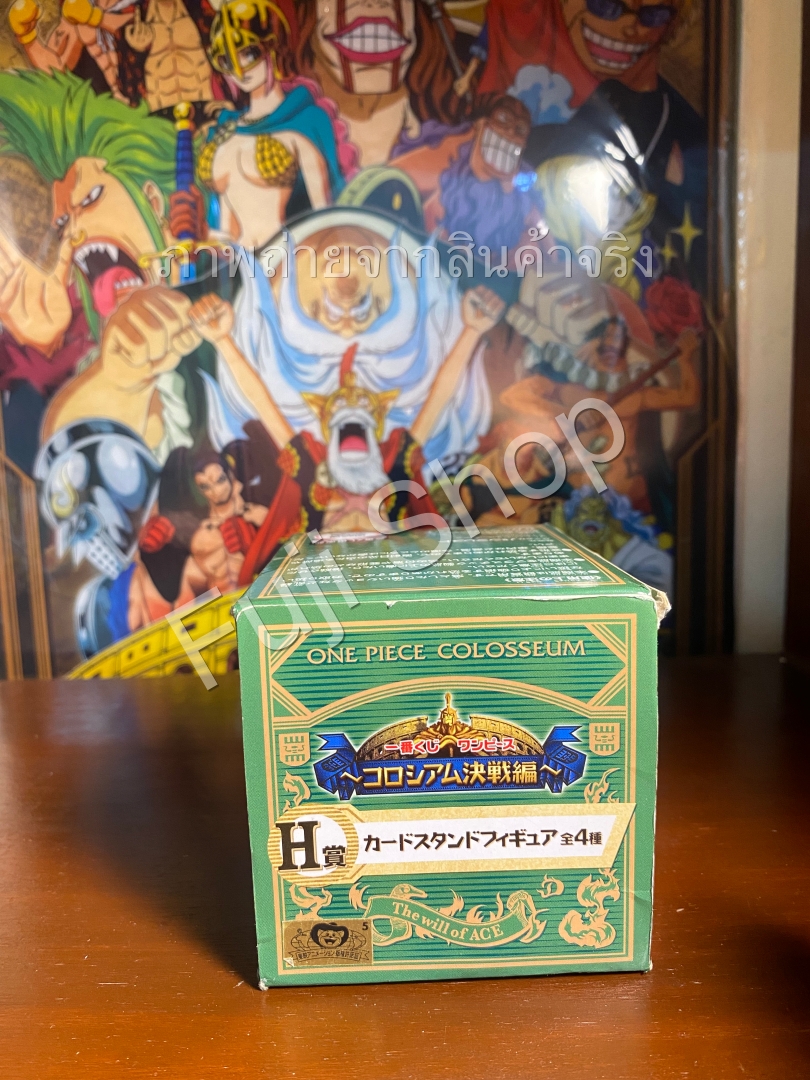 ภาพถ่ายจากสินค้าจริง
Fuji Shop
ONE PIECE COLOSSEUM
一番くじ ワンピース
～コロシアム決戦編～
H賞 カードスタンドフィギュア 全4種
The will of ACE
5